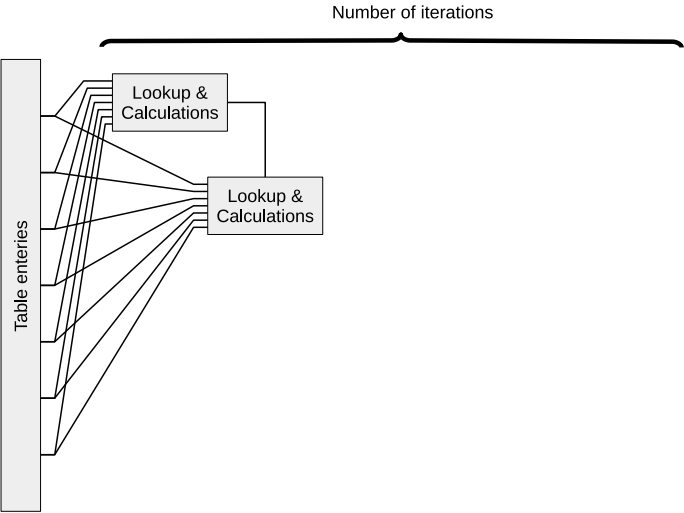 Number of iterations
Lookup &
Calculations
Lookup &
Calculations
Table enteries